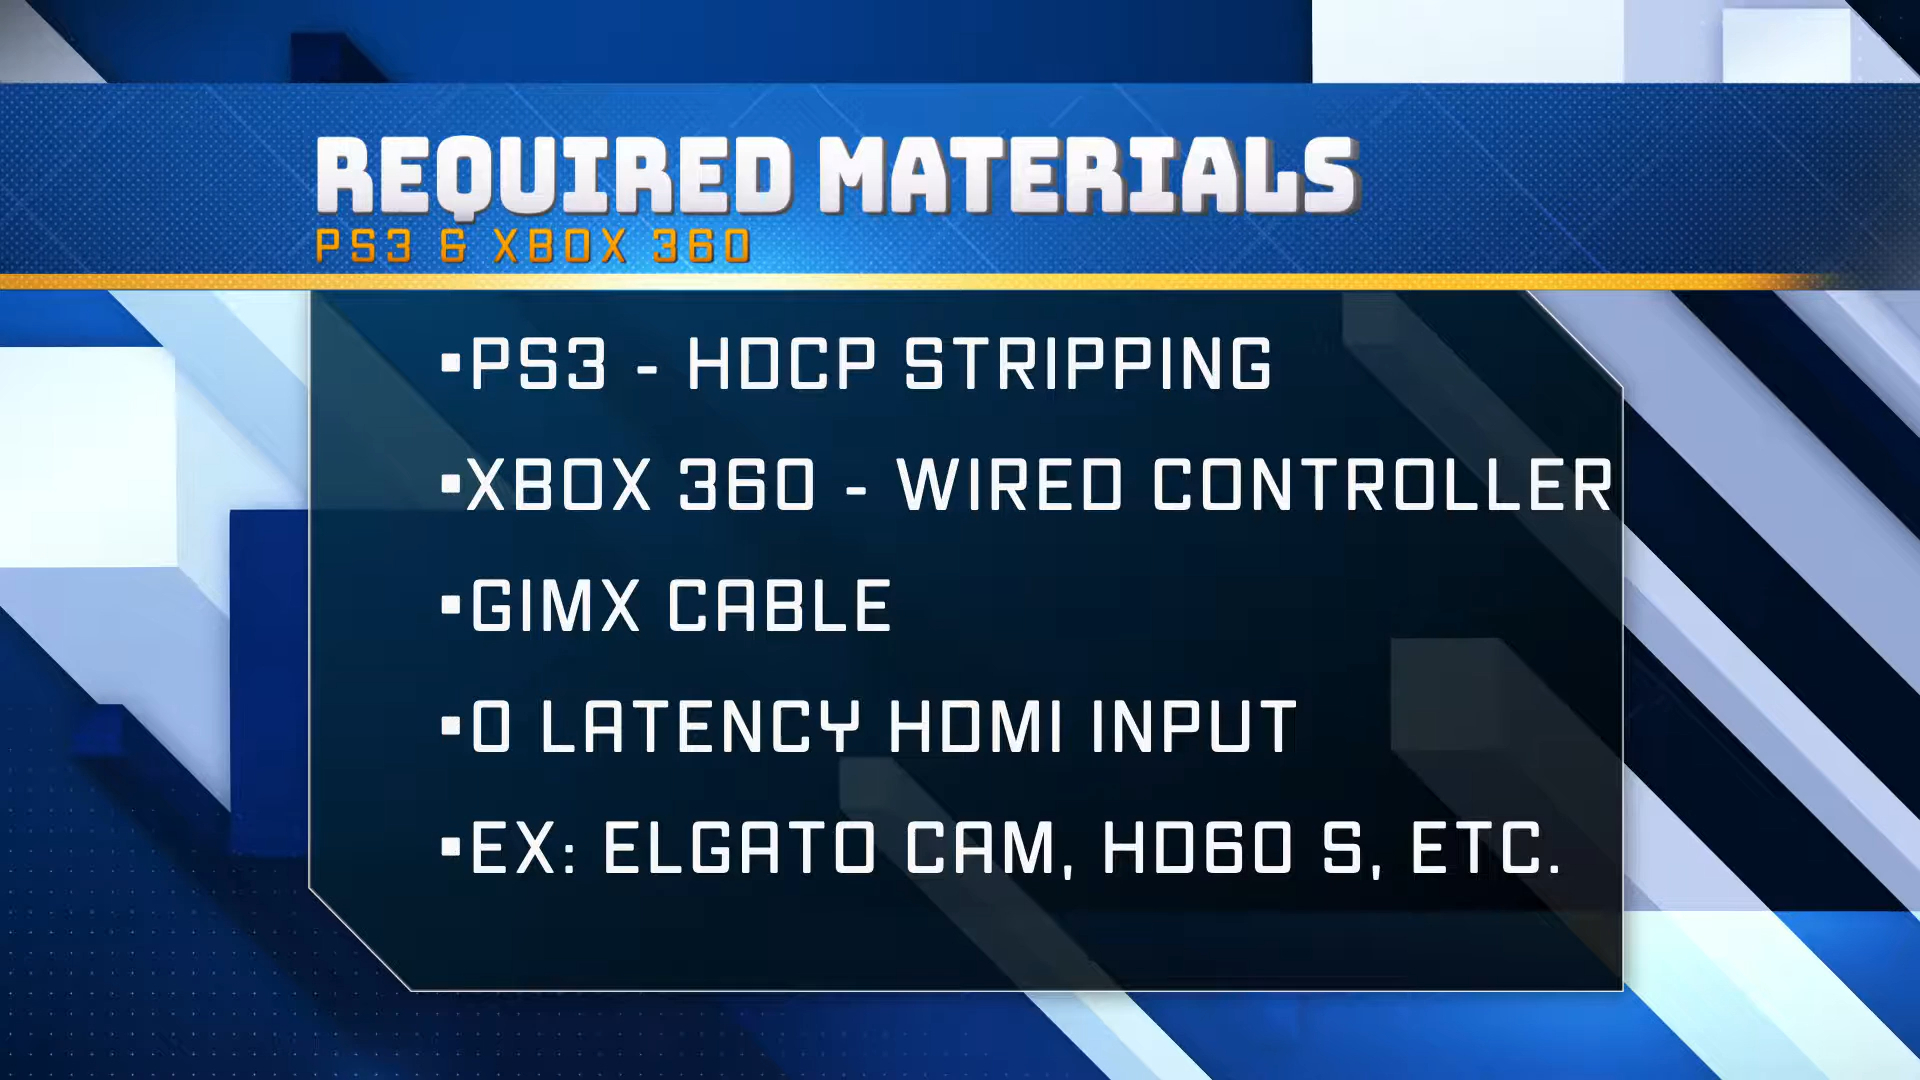 REQUIRED MATERIALS
PS3 & XBOX 360
▪PS3 - HDCP STRIPPING
▪XBOX 360 - WIRED CONTROLLER
▪GIMX CABLE
▪0 LATENCY HDMI INPUT
▪EX: ELGATO CAM, HD60 S, ETC.